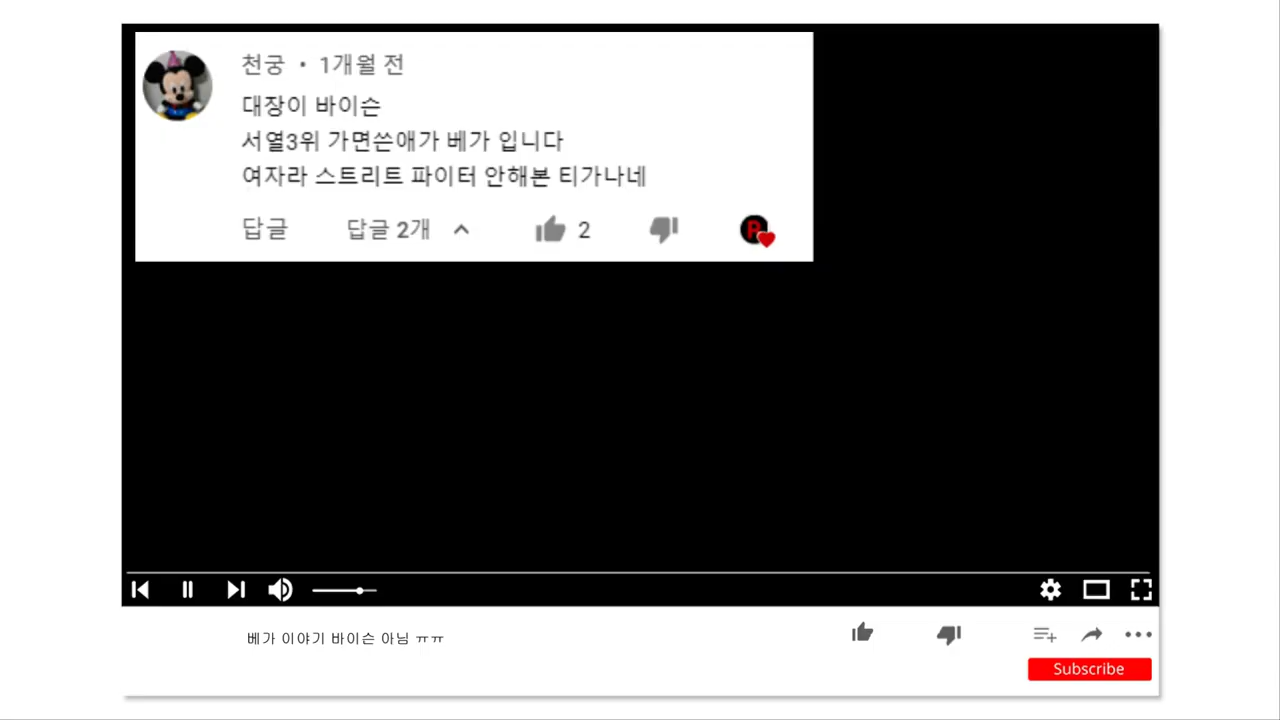 천궁 • 1개월 전
대장이 바이슨
서열3위 가면쓴애가 베가 입니다
여자라 스트리트 파이터 안해본 티가나네
답글 답글 2개 2
P
베가 이야기 바이슨 아님 ㅠㅠ
Subscribe